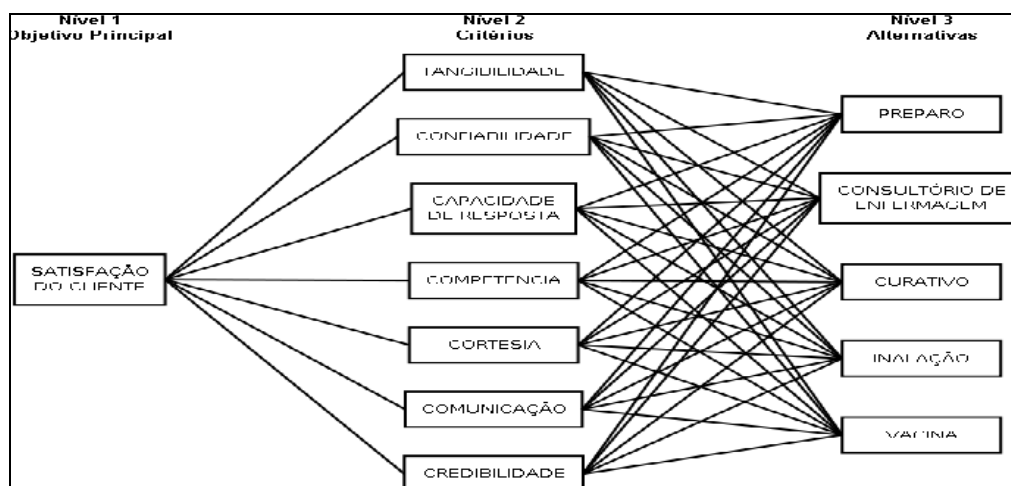 Nível 1
Objetivo Principal
Nível 2
Critérios
Nível 3
Alternativas
TANGIBILIDADE
CONFIABILIDADE
CAPACIDADE
DE RESPOSTA
COMPETENCIA
CORTESIA
COMUNICAÇÃO
CREDIBILIDADE
SATISFAÇÃO
DO CLIENTE
PREPARO
CONSULTÓRIO DE
ENFERMAGEM
CURATIVO
INALAÇÃO
VACINA